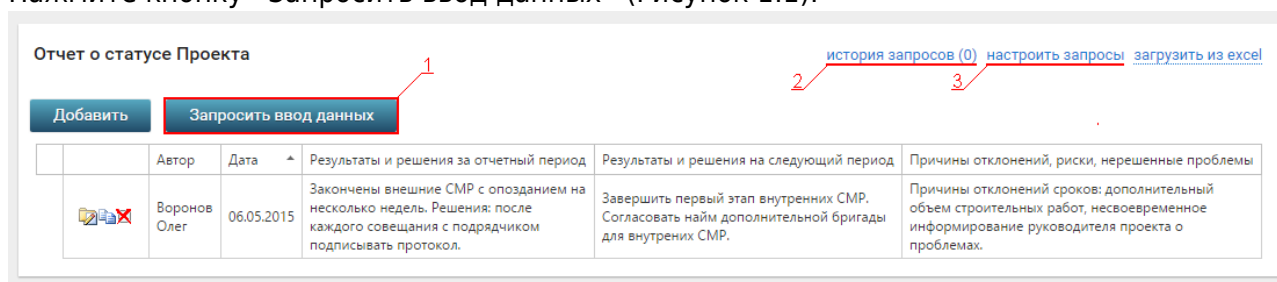 Нажмите кнопку "Запросить ввод данных" (Рисунок 1.1).
Отчет о статусе Проекта
1
история запросов (0) настроить запросы загрузить из excel
2 3
Добавить Запросить ввод данных
Автор Дата Результаты и решения за отчетный период Результаты и решения на следующий период Причины отклонений, риски, нерешенные проблемы
Воронов
Олег
06.05.2015
Закончены внешние СМР с опозданием на
несколько недель. Решения: после
каждого совещания с подрядчиком
подписывать протокол.
Завершить первый этап внутренних СМР.
Согласовать найм дополнительной бригады
для внутрених СМР.
Причины отклонений сроков: дополнительный
объем строительных работ, несвоевременное
информирование руководителя проекта о
проблемах.